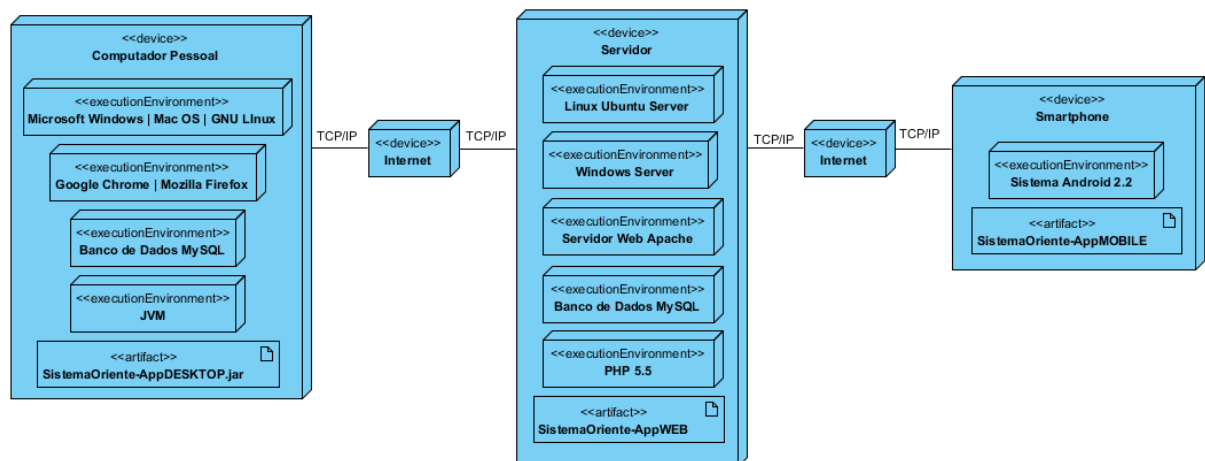 <<device>>
Computador Pessoal
<<executionEnvironment>>
Microsoft Windows | Mac OS | GNU LInux
<<executionEnvironment>>
Google Chrome | Mozilla Firefox
<<executionEnvironment>>
Banco de Dados MySQL
<<executionEnvironment>>
JVM
<<artifact>>
SistemaOriente-AppDESKTOP.jar
TCP/IP
<<device>>
Internet
TCP/IP
<<device>>
Servidor
<<executionEnvironment>>
Linux Ubuntu Server
<<executionEnvironment>>
Windows Server
<<executionEnvironment>>
Servidor Web Apache
<<executionEnvironment>>
Banco de Dados MySQL
<<executionEnvironment>>
PHP 5.5
<<artifact>>
SistemaOriente-AppWEB
TCP/IP
<<device>>
Internet
TCP/IP
<<device>>
Smartphone
<<executionEnvironment>>
Sistema Android 2.2
<<artifact>>
SistemaOriente-AppMOBILE